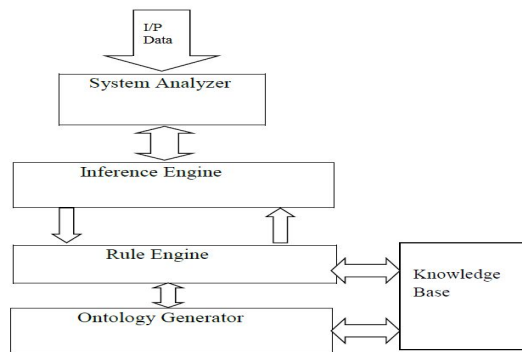 I/P
Data
System Analyzer
Inference Engine
Rule Engine
Knowledge
Base
Ontology Generator